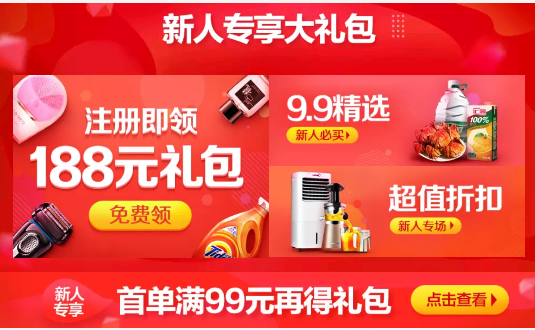 新人专享大礼包
注册即领
188元礼包
免费领
9.9精选
新人必买
100%
超值折扣
新人专场
Tide
新人
专享
首单满99元再得礼包
点击查看